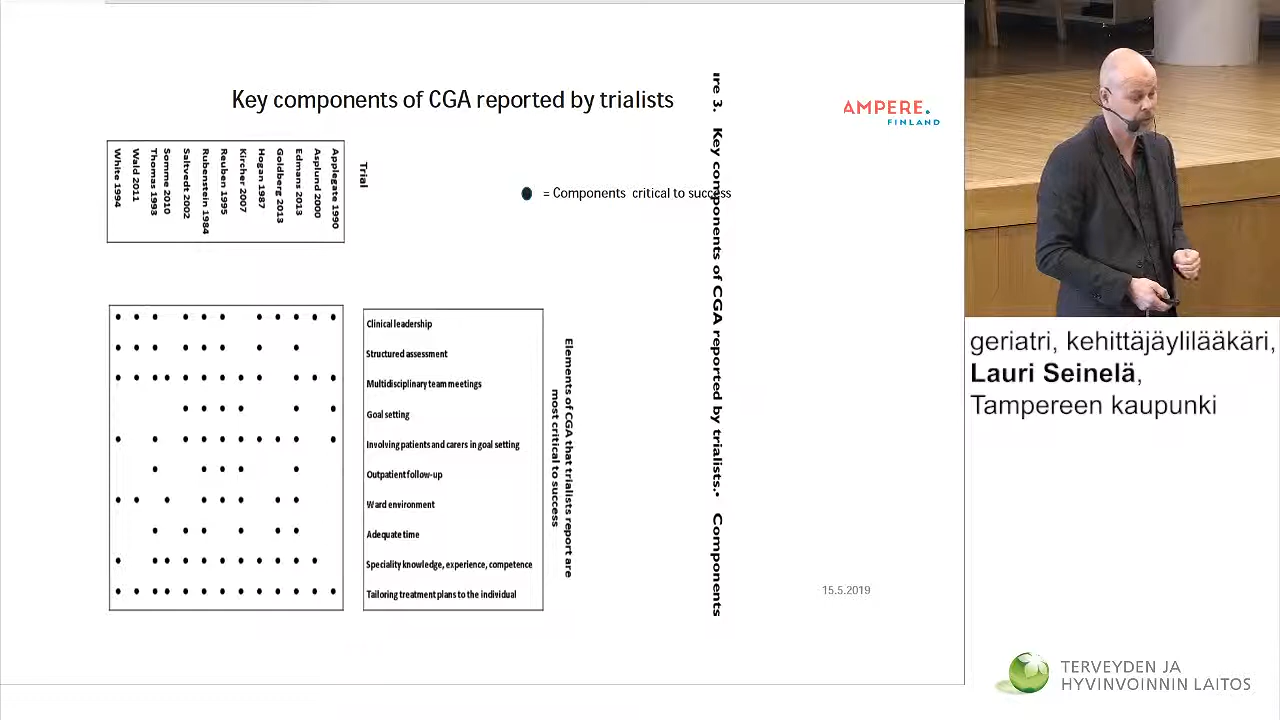 Key components of CGA reported by trialists
AMPERE.
FINLAND
= Components critical to success
Trial
Applegate 1990
Asplund 2000
Edmans 2013
Goldberg 2013
Hogan 1987
Kircher 2007
Reuben 1995
Rubenstein 1984
Saltvedt 2002
Somme 2010
Thomas 1993
Wald 2011
White 1994
Clinical leadership
Structured assessment
Multidisciplinary team meetings
Goal setting
Involving patients and carers in goal setting
Outpatient follow-up
Ward environment
Adequate time
Speciality knowledge, experience, competence
Tailoring treatment plans to the individual
Elements of CGA that trialists report are
most critical to success
ire 3. Key components of CGA reported by trialists.• Components
15.5.2019
geriatri, kehittäjäylilääkäri,
Lauri Seinelä,
Tampereen kaupunki
TERVEYDEN JA
HYVINVOINNIN LAITOS